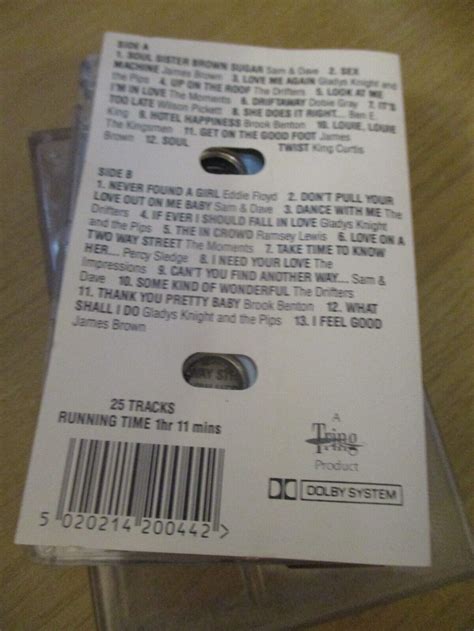 SIDE A
1. SOUL SISTER BROWN SUGAR Sam & Dave 2. SEX
MACHINE James Brown 3. LOVE ME AGAIN Gladys Knight and
the Pips 4. UP ON THE ROOF The Drifters 5. LOOK AT ME
I'M IN LOVE The Moments 6. DRIFTAWAY Dobie Gray 7. IT'S
TOO LATE Wilson Pickett 8. SHE DOES IT RIGHT... Ben E.
King 9. HOTEL HAPPINESS Brook Benton 10. LOUIE, LOUIE
The Kingsmen 11. GET ON THE GOOD FOOT James
Brown 12. SOUL TWIST King Curtis
SIDE B
1. NEVER FOUND A GIRL Eddie Floyd 2. DON'T PULL YOUR
LOVE OUT ON ME BABY Sam & Dave 3. DANCE WITH ME The
Drifters 4. IF EVER I SHOULD FALL IN LOVE Gladys Knight
and the Pips 5. THE IN CROWD Ramsey Lewis 6. LOVE ON A
TWO WAY STREET The Moments 7. TAKE TIME TO KNOW
HER... Percy Sledge 8. I NEED YOUR LOVE The
Impressions 9. CAN'T YOU FIND ANOTHER WAY... Sam &
Dave 10. SOME KIND OF WONDERFUL The Drifters
11. THANK YOU PRETTY BABY Brook Benton 12. WHAT
SHALL I DO Gladys Knight and the Pips 13. I FEEL GOOD
James Brown
WAY STR
25 TRACKS
RUNNING TIME 1hr 11 mins
A
Tring
Product
DOLBY SYSTEM
5 020214 200442 >